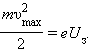 mv²max/2 = eUз.